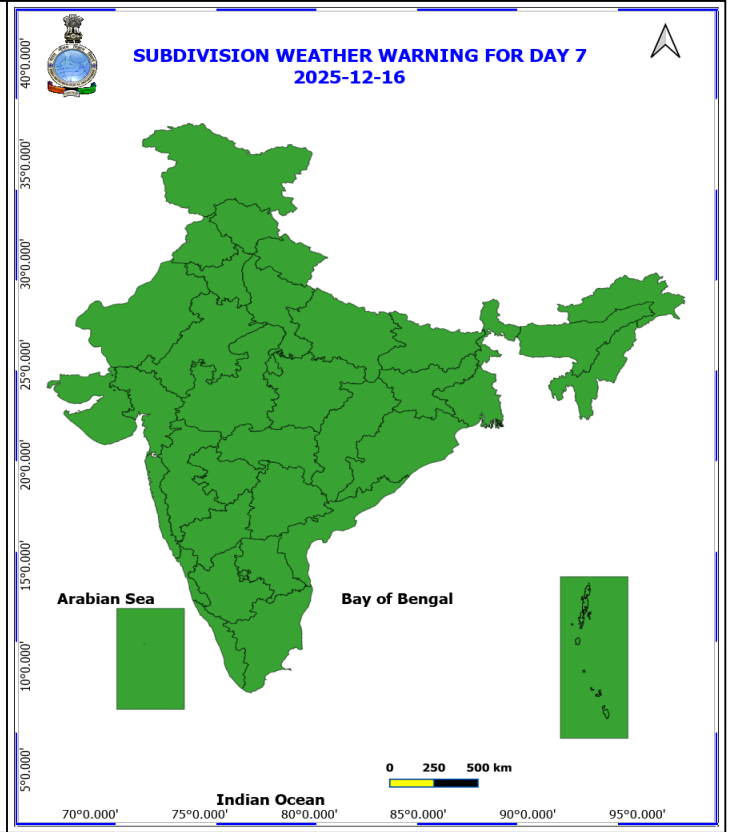 SUBDIVISION WEATHER WARNING FOR DAY 7
2025-12-16
40°0.000'
35°0.000'
30°0.000'
25°0.000'
20°0.000'
15°0.000'
10°0.000'
5°0.000'
Arabian Sea
Bay of Bengal
0 250 500 km
Indian Ocean
70°0.000' 75°0.000' 80°0.000' 85°0.000' 90°0.000' 95°0.000'